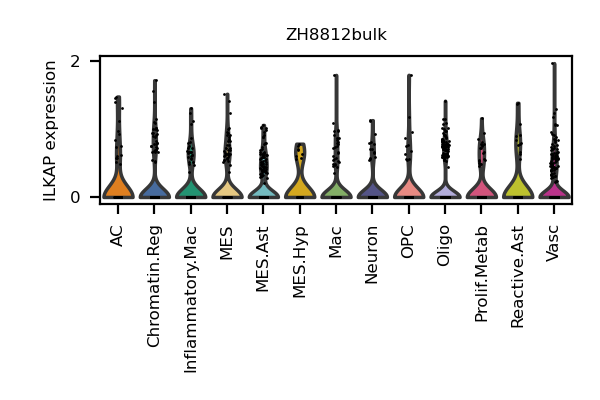 ZH8812bulk
ILKAP expression
2
0
AC
Chromatin.Reg
Inflammatory.Mac
MES
MES.Ast
MES.Hyp
Mac
Neuron
OPC
Oligo
Prolif.Metab
Reactive.Ast
Vasc